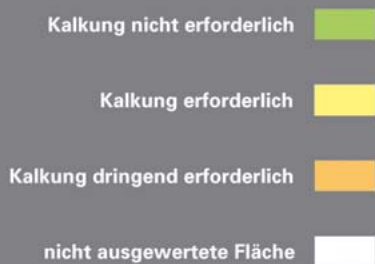 Kalkung nicht erforderlich
Kalkung erforderlich
Kalkung dringend erforderlich
nicht ausgewertete Fläche